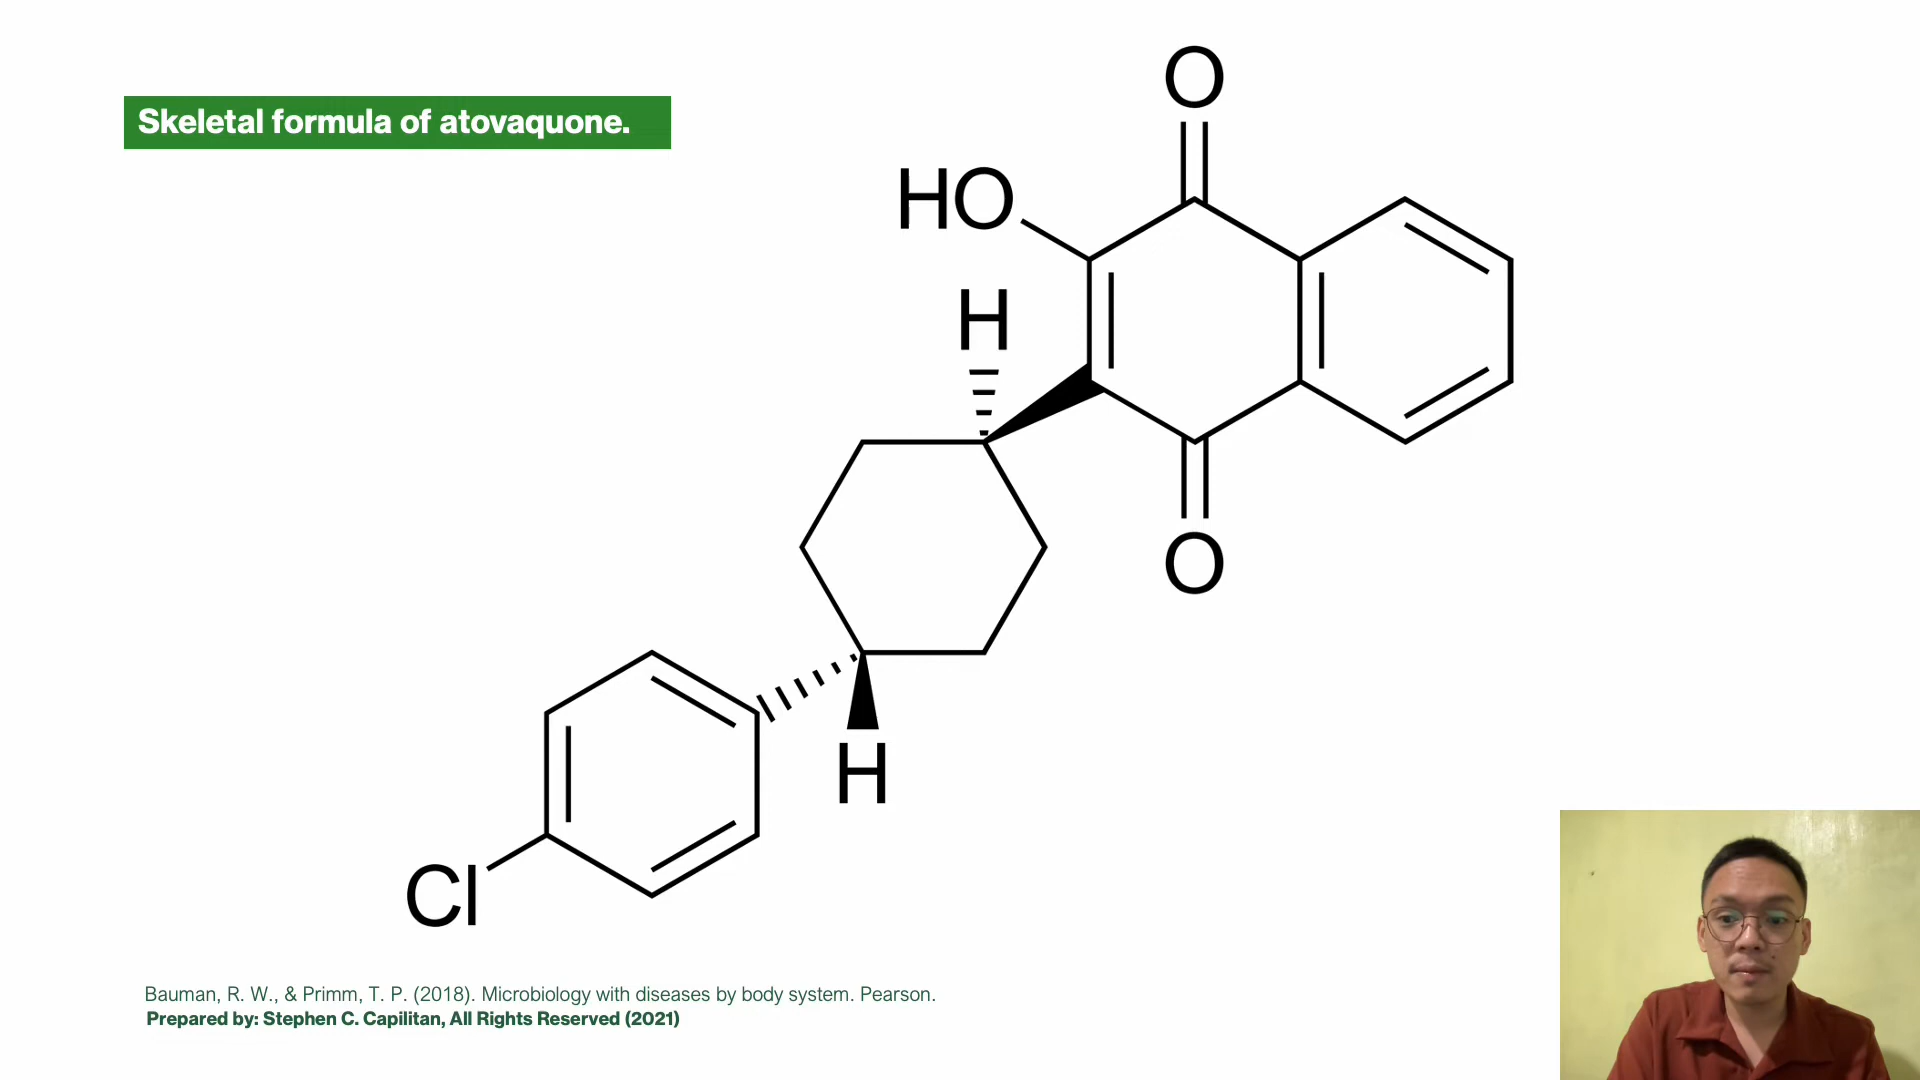 Skeletal formula of atovaquone.
O
HO
H
O
H
Cl
Bauman, R. W., & Primm, T. P. (2018). Microbiology with diseases by body system. Pearson.
Prepared by: Stephen C. Capilitan, All Rights Reserved (2021)